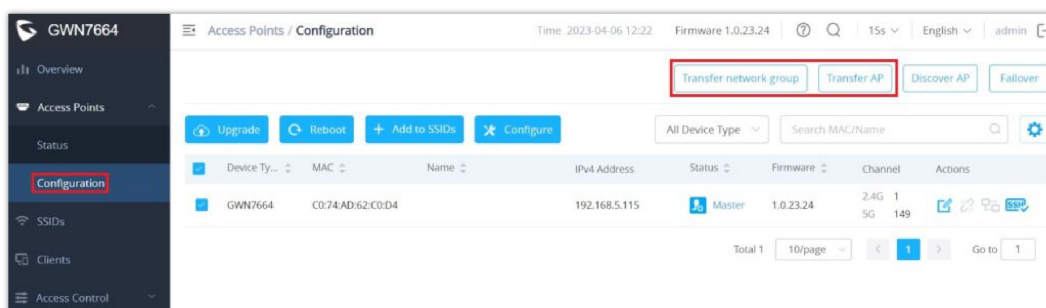 GWN7664
Access Points / Configuration
Time 2023-04-06 12:22
Firmware 1.0.23.24
15s
English
admin
Overview
Access Points
Status
Configuration
SSIDs
Clients
Access Control
Transfer network group
Transfer AP
Discover AP
Failover
Upgrade
Reboot
+ Add to SSIDs
Configure
All Device Type
Search MAC/Name
Device Ty... MAC Name IPv4 Address Status Firmware Channel Actions
GWN7664 C0:74:AD:62:C0:D4 192.168.5.115 Master 1.0.23.24 2.4G 1
5G 149
SSH
Total 1 10/page < 1 > Go to 1